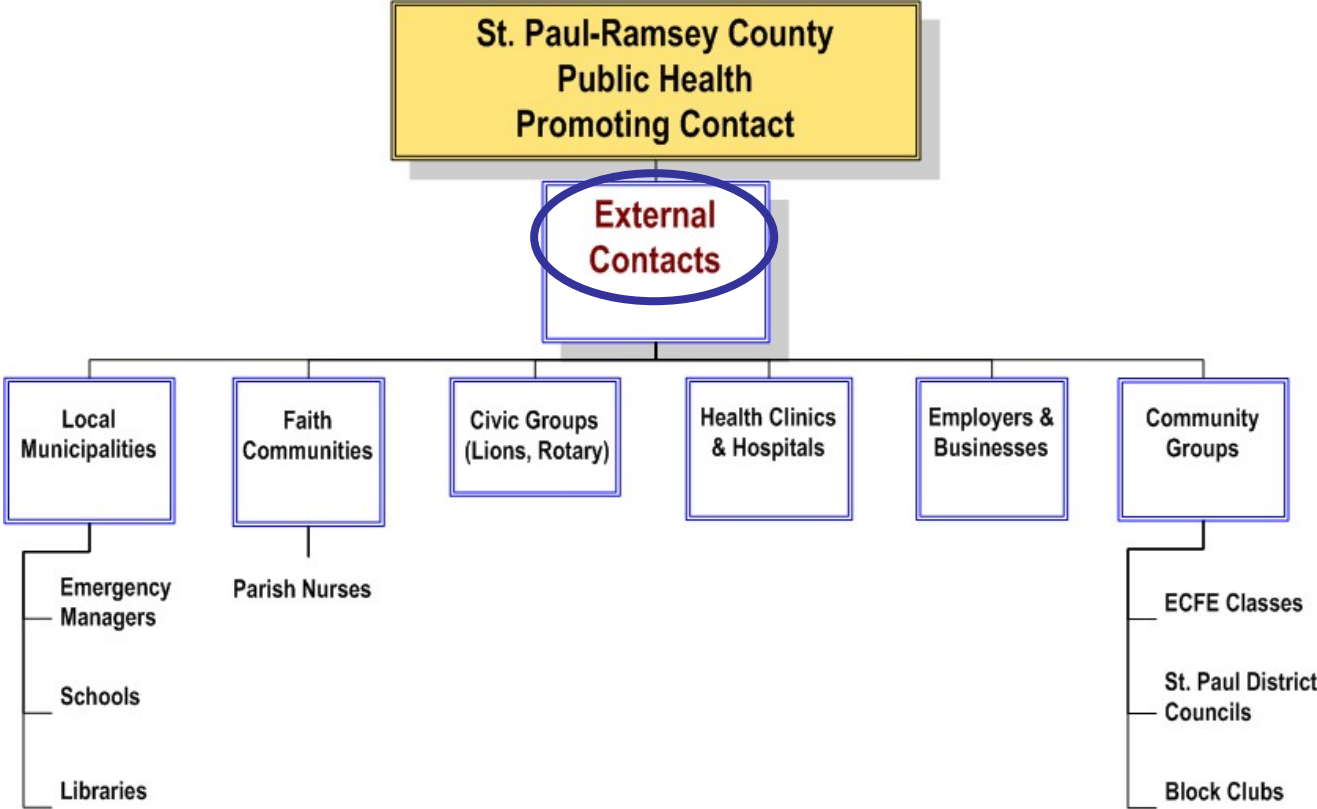 St. Paul-Ramsey County
Public Health
Promoting Contact
External
Contacts
Local
Municipalities
Faith
Communities
Civic Groups
(Lions, Rotary)
Health Clinics
& Hospitals
Employers &
Businesses
Community
Groups
Emergency
Managers
Schools
Libraries
Parish Nurses
ECFE Classes
St. Paul District
Councils
Block Clubs